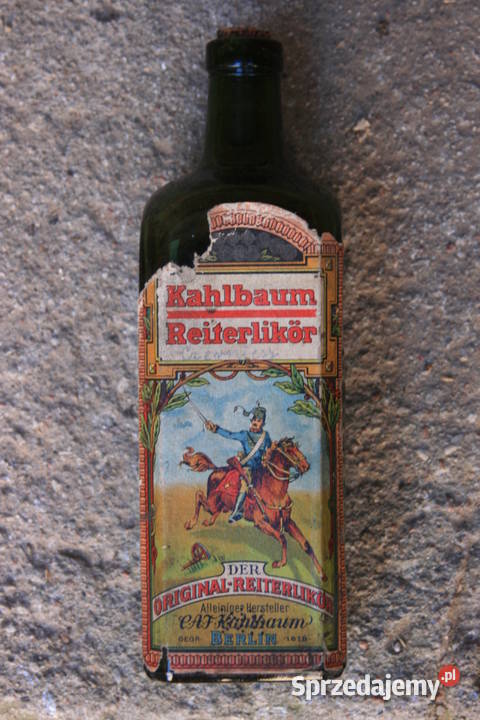 Kahlbaum
Reiterlikör
DER
ORIGINAL-REITERLIKÖR
Alleiniger Hersteller
C.A.F. Kahlbaum
GEGR. BERLIN 1818
Sprzedajemy.pl